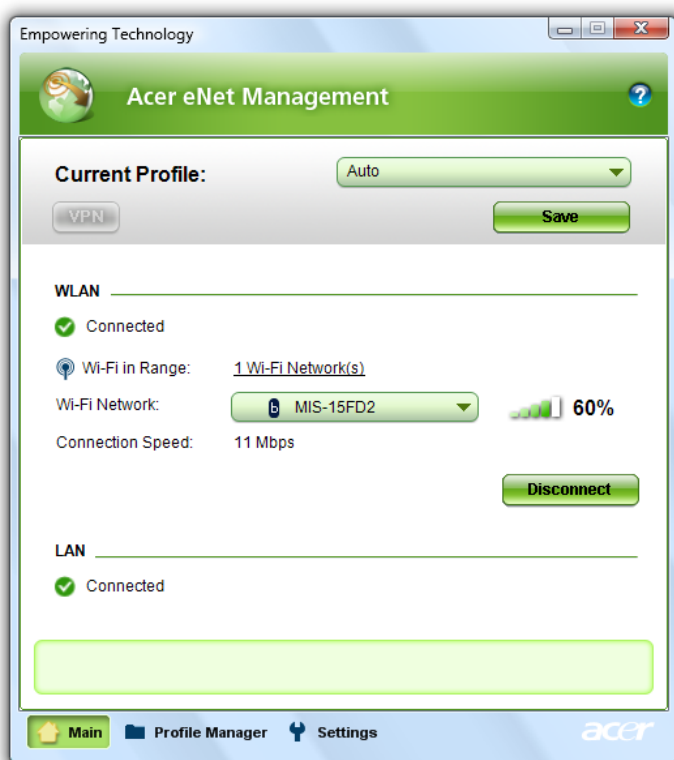 Empowering Technology
Acer eNet Management
Current Profile: Auto
VPN Save
WLAN
Connected
Wi-Fi in Range: 1 Wi-Fi Network(s)
Wi-Fi Network: b MIS-15FD2 60%
Connection Speed: 11 Mbps
Disconnect
LAN
Connected
Main Profile Manager Settings acer